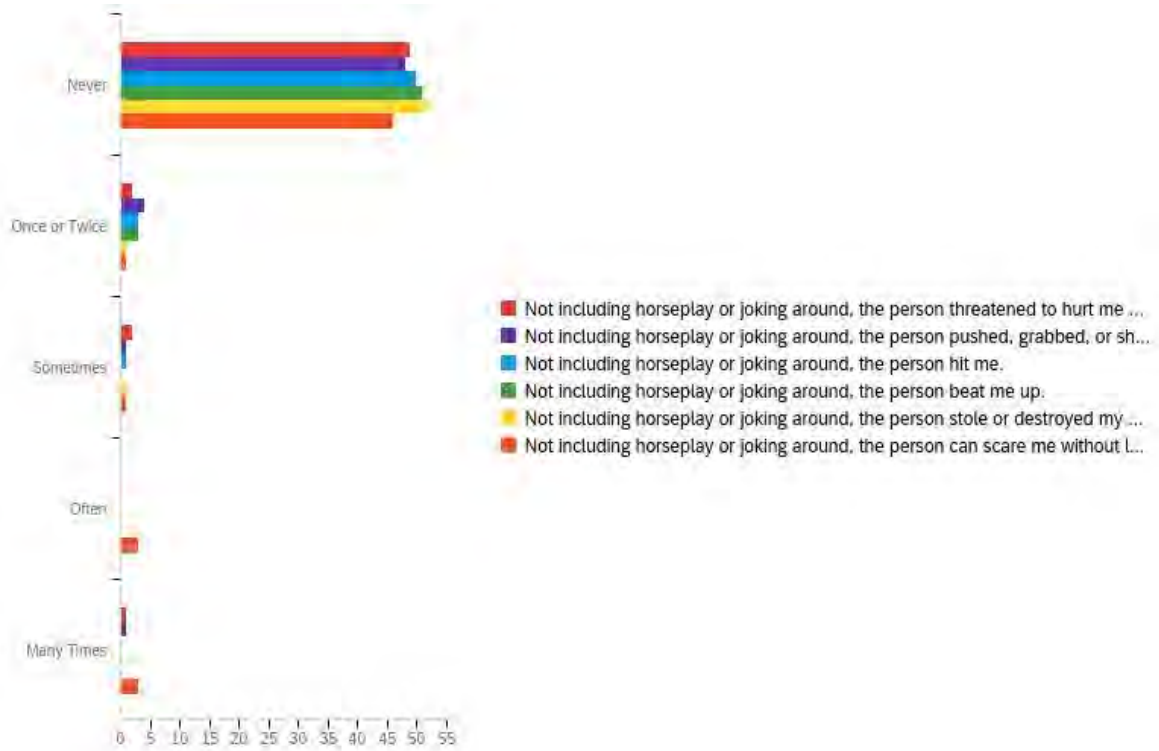 Never
Once or Twice
Sometimes
Often
Many Times
0 5 10 15 20 25 30 35 40 45 50 55
Not including horseplay or joking around, the person threatened to hurt me ...
Not including horseplay or joking around, the person pushed, grabbed, or sh...
Not including horseplay or joking around, the person hit me.
Not including horseplay or joking around, the person beat me up.
Not including horseplay or joking around, the person stole or destroyed my ...
Not including horseplay or joking around, the person can scare me without l...